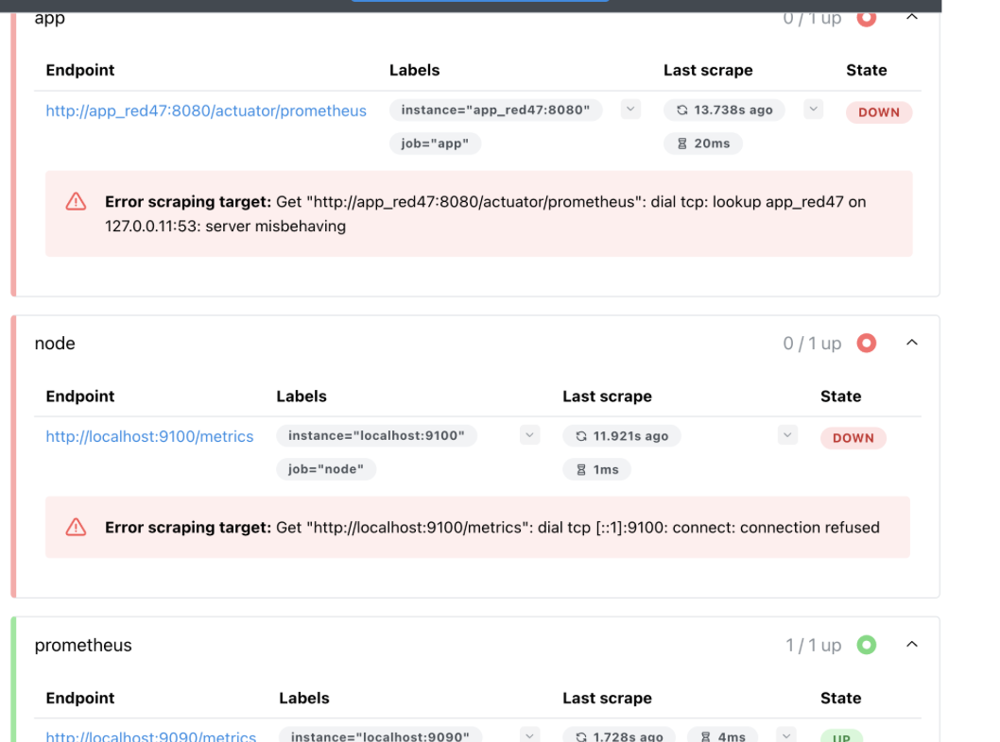 app 0 / 1 up
Endpoint Labels Last scrape State
http://app_red47:8080/actuator/prometheus instance="app_red47:8080" 13.738s ago DOWN
job="app" 20ms
Error scraping target: Get "http://app_red47:8080/actuator/prometheus": dial tcp: lookup app_red47 on
127.0.0.11:53: server misbehaving
node 0 / 1 up
Endpoint Labels Last scrape State
http://localhost:9100/metrics instance="localhost:9100" 11.921s ago DOWN
job="node" 1ms
Error scraping target: Get "http://localhost:9100/metrics": dial tcp [::1]:9100: connect: connection refused
prometheus 1 / 1 up
Endpoint Labels Last scrape State
http://localhost:9090/metrics instance="localhost:9090" 1.728s ago 4ms UP